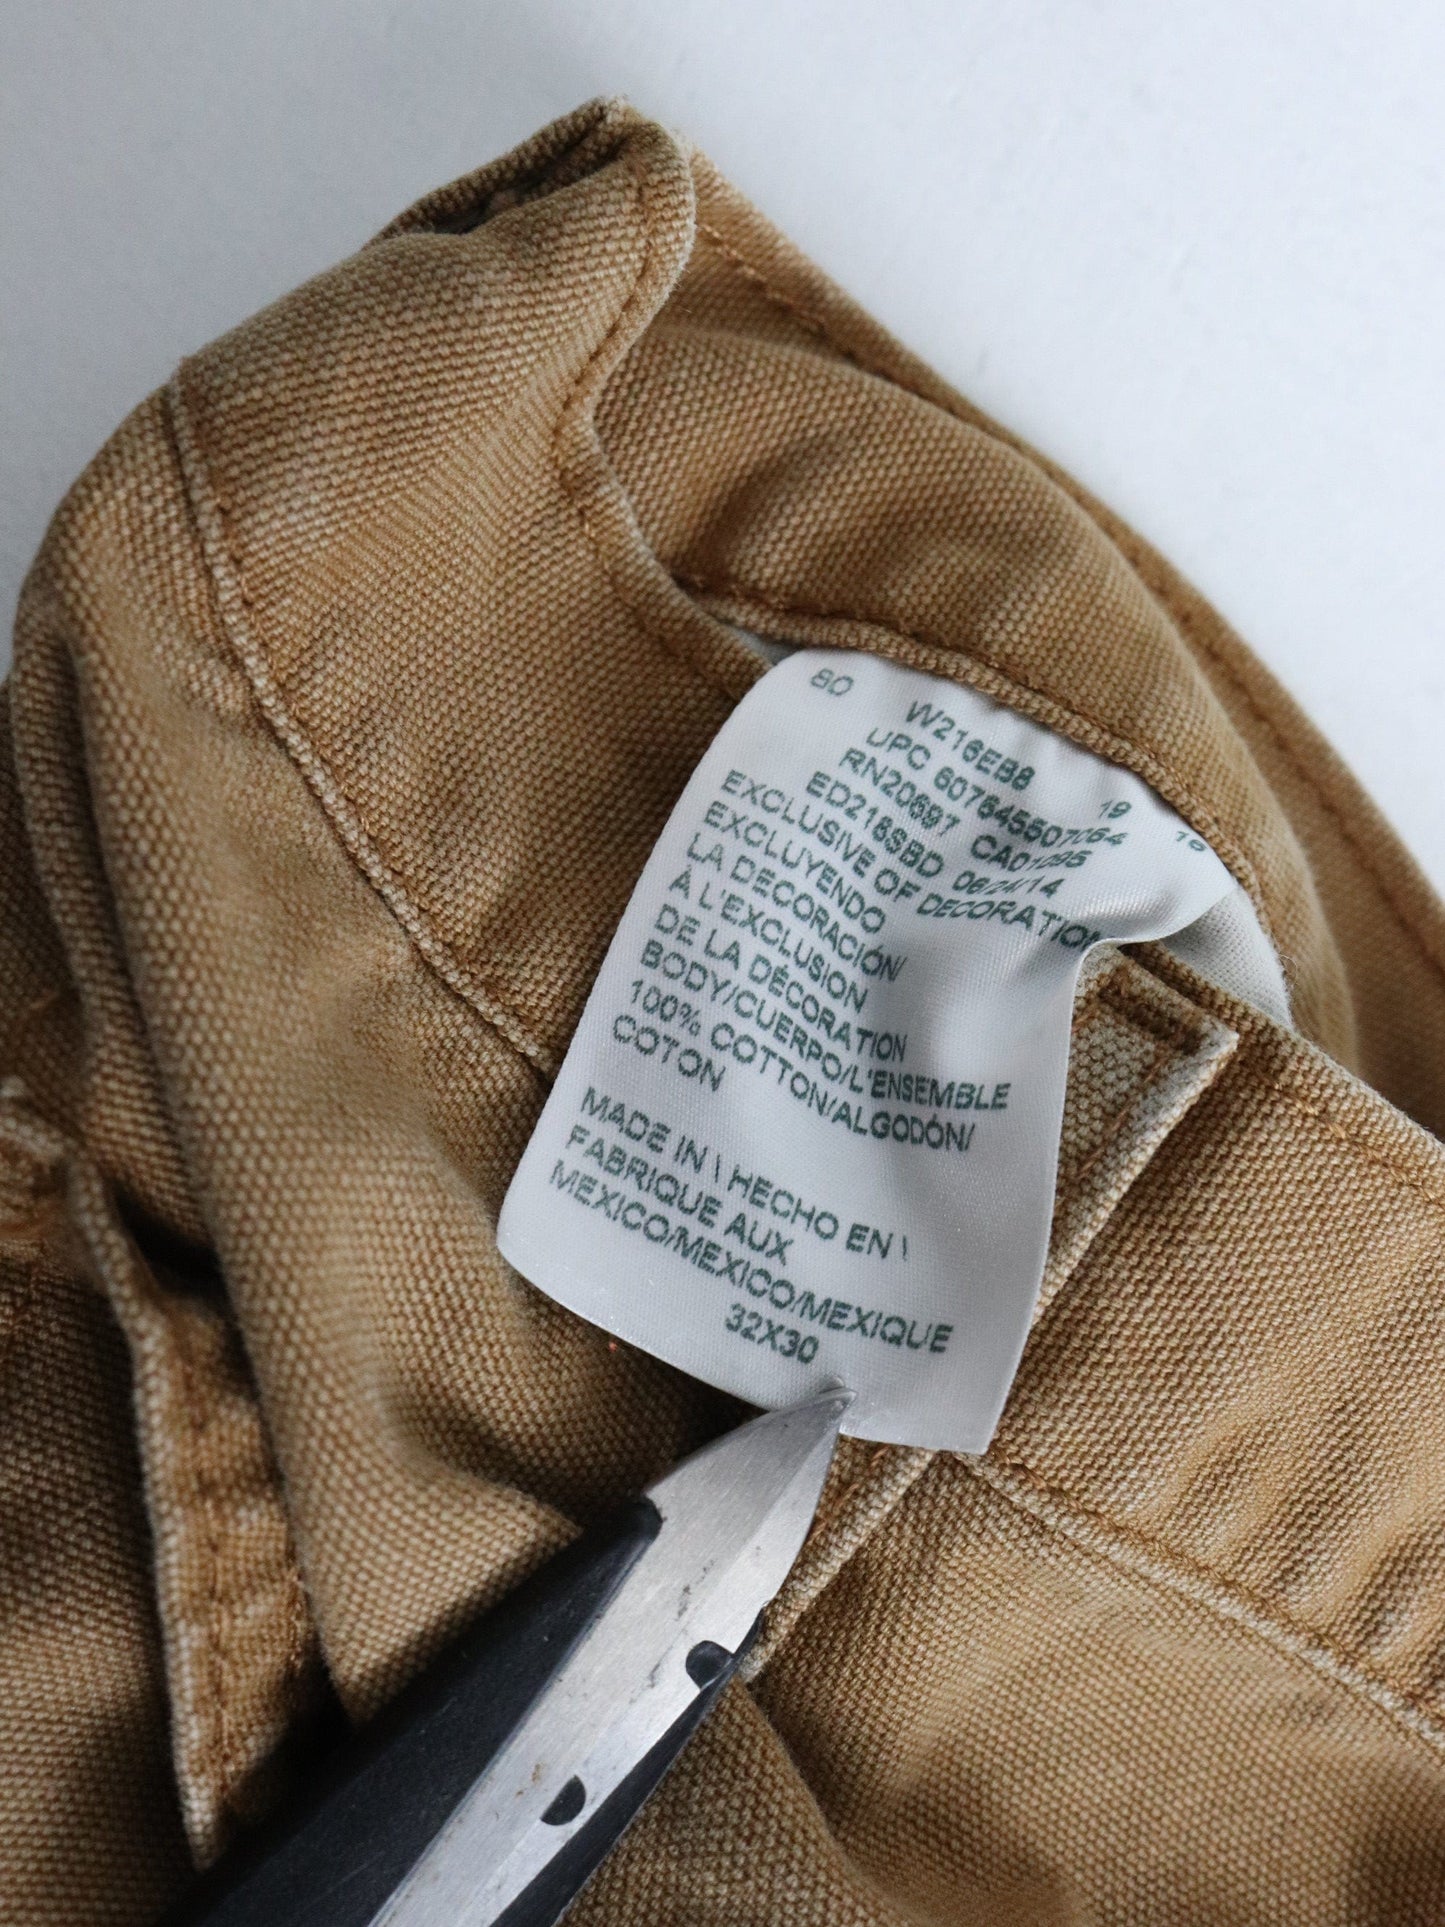 80 W216EB8 19 10
UPC 607645507064
RN20697 CA01095
ED218SBD 06/24/14
EXCLUSIVE OF DECORATION/
EXCLUYENDO
LA DECORACIÓN/
À L'EXCLUSION
DE LA DÉCORATION
BODY/CUERPO/L'ENSEMBLE
100% COTTON/ALGODÓN/
COTON
MADE IN \ HECHO EN \
FABRIQUE AUX
MEXICO/MEXICO/MEXIQUE
32X30